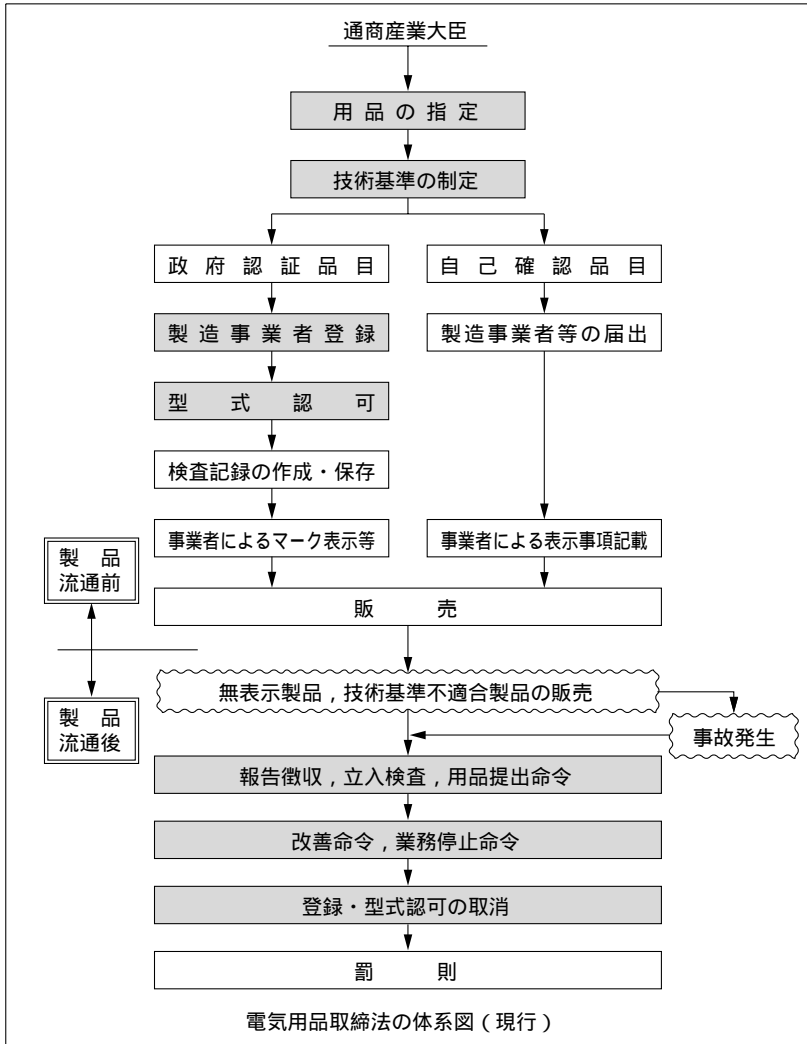 通商産業大臣
用品の指定
技術基準の制定
政府認証品目
自己確認品目
製造事業者登録
製造事業者等の届出
型式認可
検査記録の作成・保存
事業者によるマーク表示等
事業者による表示事項記載
製品
流通前
販売
製品
流通後
無表示製品，技術基準不適合製品の販売
事故発生
報告徴収，立入検査，用品提出命令
改善命令，業務停止命令
登録・型式認可の取消
罰則
電気用品取締法の体系図（現行）